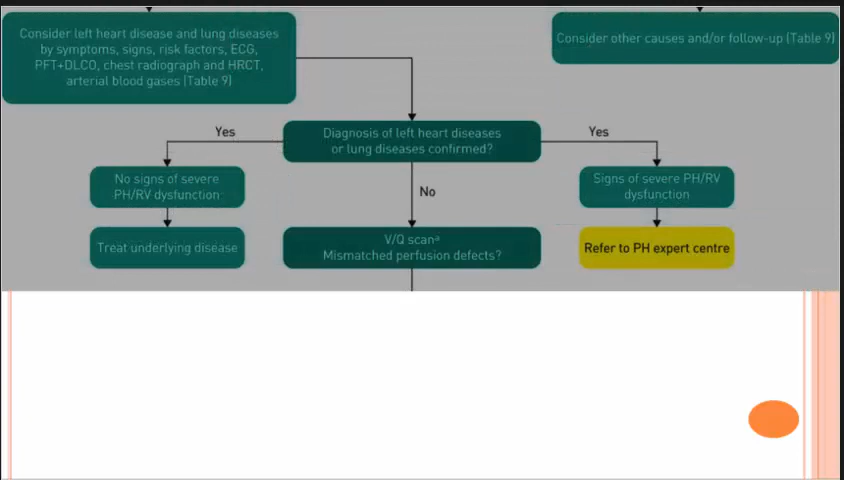 Consider left heart disease and lung diseases
by symptoms, signs, risk factors, ECG,
PFT+DLCO, chest radiograph and HRCT,
arterial blood gases (Table 9)
Consider other causes and/or follow-up (Table 9)
Yes
Diagnosis of left heart diseases
or lung diseases confirmed?
Yes
No signs of severe
PH/RV dysfunction
No
Signs of severe PH/RV
dysfunction
Treat underlying disease
V/Q scanᵃ
Mismatched perfusion defects?
Refer to PH expert centre